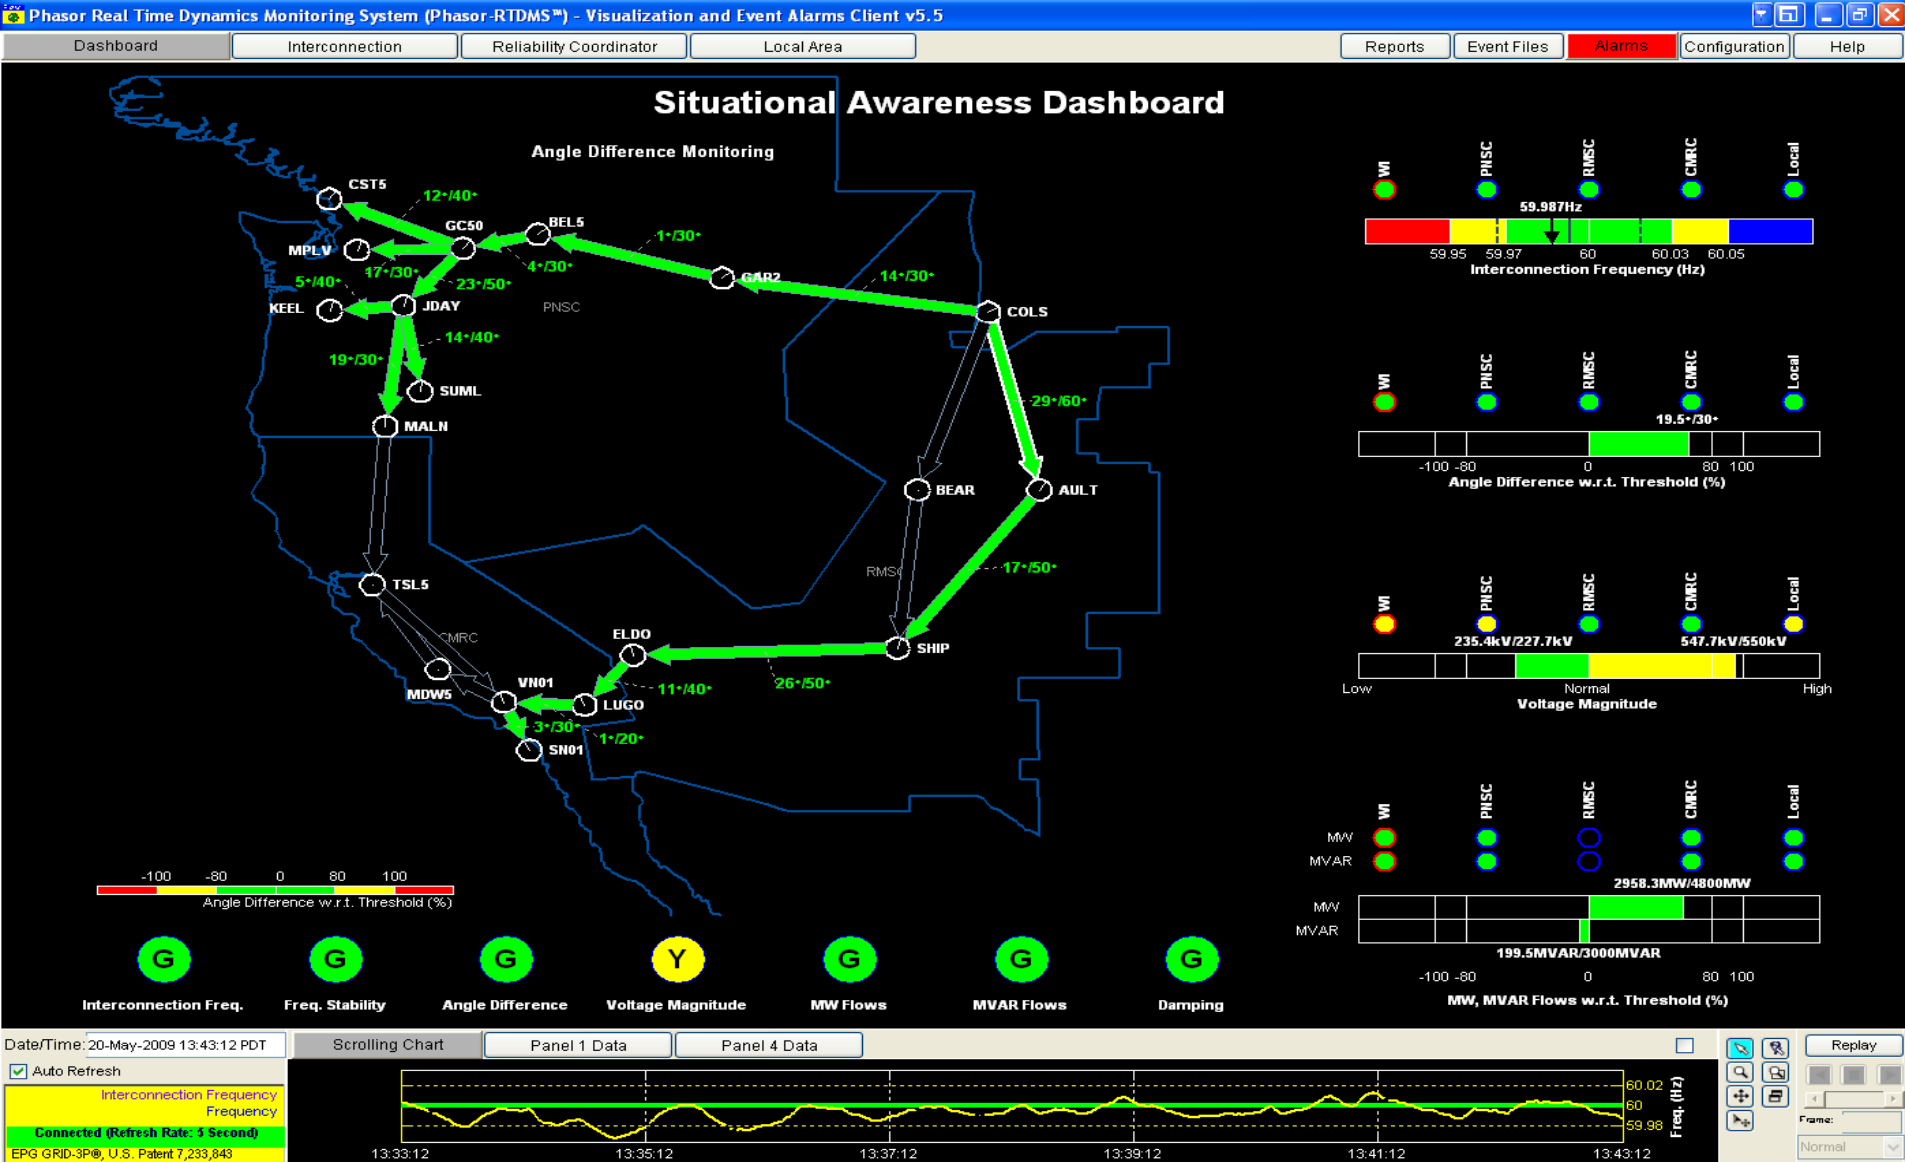 Phasor Real Time Dynamics Monitoring System (Phasor-RTDMS™) - Visualization and Event Alarms Client v5.5
Dashboard Interconnection Reliability Coordinator Local Area Reports Event Files Alarms Configuration Help
Situational Awareness Dashboard
Angle Difference Monitoring
CST5
12°/40°
GC50
BEL5
1°/30°
MPLV
17°/30°
4°/30°
GAR2
14°/30°
5°/40°
23°/50°
PNSC
KEEL
JDAY
COLS
14°/40°
19°/30°
SUML
29°/60°
MALN
BEAR
AULT
RMSC
17°/50°
TSL5
CMRC
ELDO
SHIP
MDW5
VN01
11°/40°
26°/50°
LUGO
3°/30°
1°/20°
SN01
WI PNSC RMSC CMRC Local
59.987Hz
59.95 59.97 60 60.03 60.05
Interconnection Frequency (Hz)
WI PNSC RMSC CMRC Local
19.5°/30°
-100 -80 0 80 100
Angle Difference w.r.t. Threshold (%)
WI PNSC RMSC CMRC Local
235.4kV/227.7kV 547.7kV/550kV
Low Normal High
Voltage Magnitude
WI PNSC RMSC CMRC Local
MW
MVAR
2958.3MW/4800MW
MW
MVAR
199.5MVAR/3000MVAR
-100 -80 0 80 100
MW, MVAR Flows w.r.t. Threshold (%)
-100 -80 0 80 100
Angle Difference w.r.t. Threshold (%)
G G G Y G G G
Interconnection Freq. Freq. Stability Angle Difference Voltage Magnitude MW Flows MVAR Flows Damping
Date/Time: 20-May-2009 13:43:12 PDT
Scrolling Chart Panel 1 Data Panel 4 Data
Replay
Auto Refresh
Interconnection Frequency
Frequency
Connected (Refresh Rate: 5 Second)
EPG GRID-3P®, U.S. Patent 7,233,843
60.02
60
59.98
Freq. (Hz)
13:33:12 13:35:12 13:37:12 13:39:12 13:41:12 13:43:12
Frame:
Normal